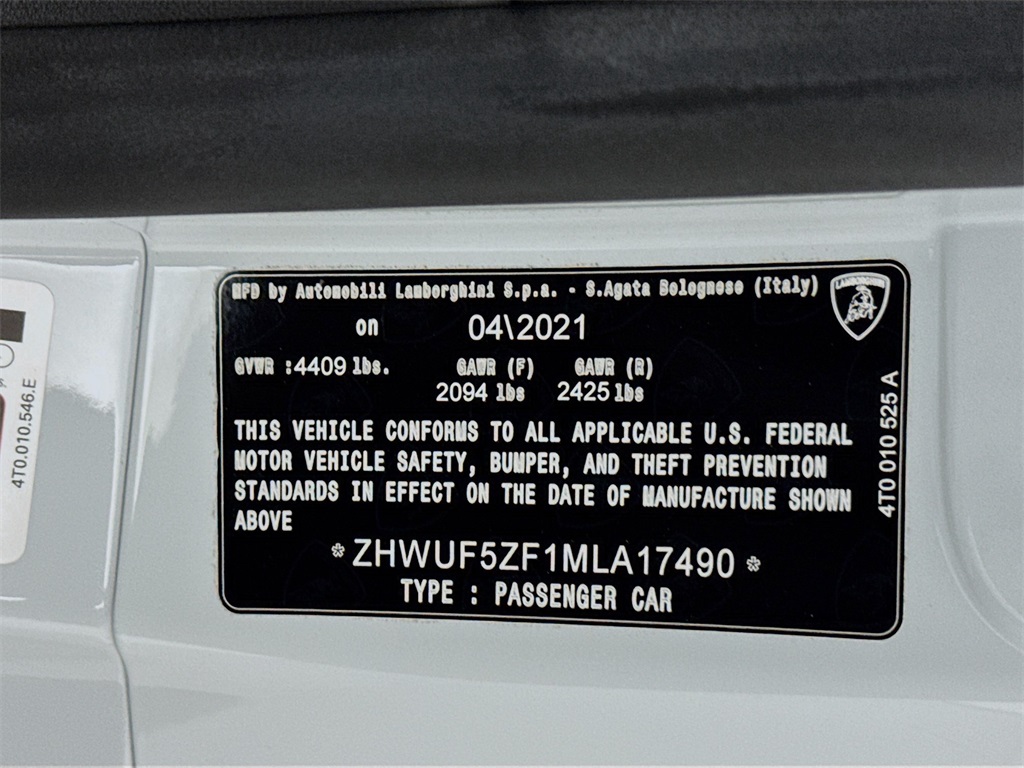 MFD by Automobili Lamborghini S.p.a. - S.Agata Bolognese (Italy)
LAMBORGHINI
on 04\2021
GVWR :4409 lbs. GAWR (F) GAWR (R)
2094 lbs 2425 lbs
THIS VEHICLE CONFORMS TO ALL APPLICABLE U.S. FEDERAL
MOTOR VEHICLE SAFETY, BUMPER, AND THEFT PREVENTION
STANDARDS IN EFFECT ON THE DATE OF MANUFACTURE SHOWN
ABOVE
* ZHWUF5ZF1MLA17490 *
TYPE : PASSENGER CAR
4T0 010 525 A
4T0.010.546.E